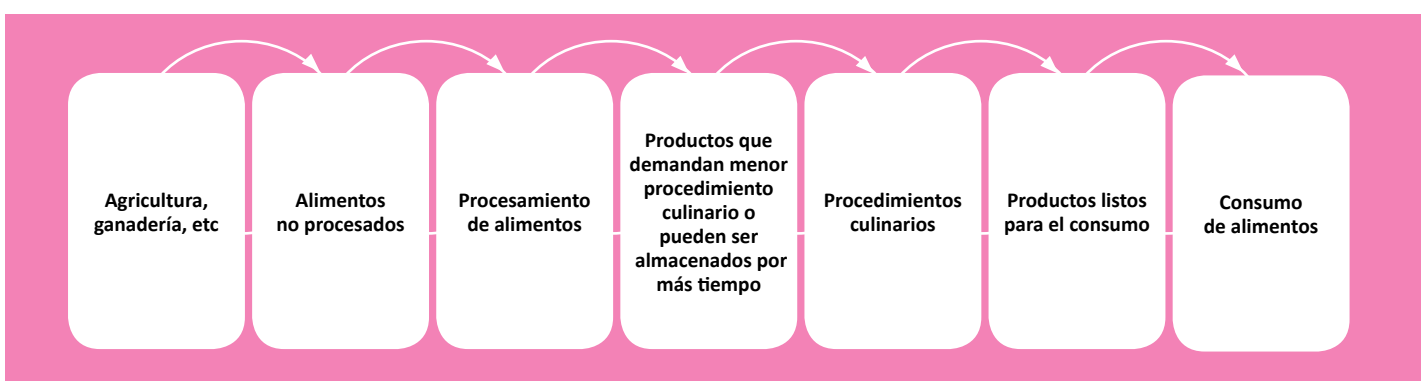 Agricultura,
ganadería, etc
Alimentos
no procesados
Procesamiento
de alimentos
Productos que
demandan menor
procedimiento
culinario o
pueden ser
almacenados por
más tiempo
Procedimientos
culinarios
Productos listos
para el consumo
Consumo
de alimentos